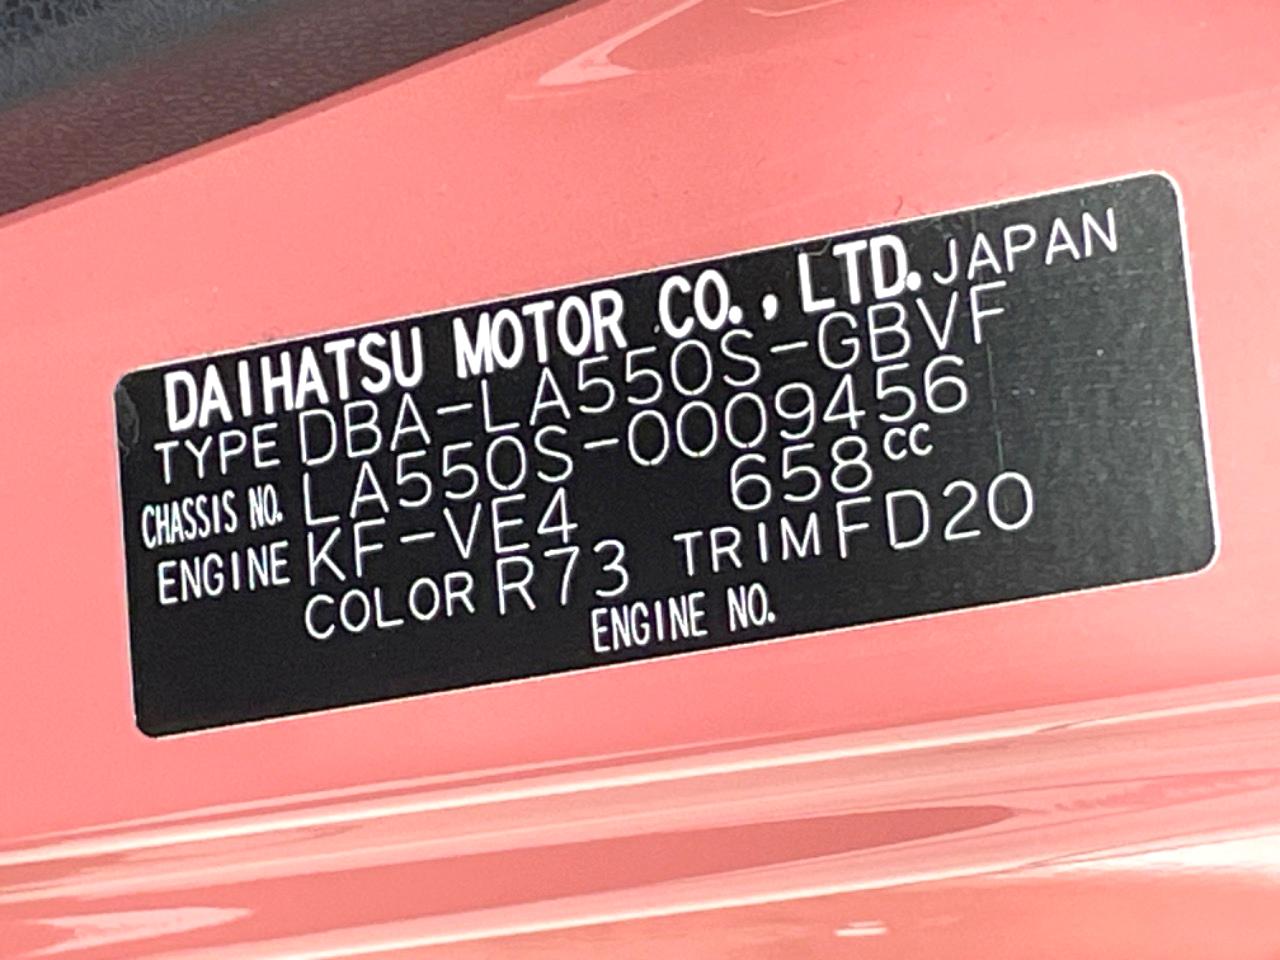 DAIHATSU MOTOR CO., LTD. JAPAN
TYPE DBA-LA550S-GBVF
CHASSIS NO. LA550S-0009456
ENGINE KF-VE4 658cc
COLOR R73 TRIM FD20
ENGINE NO.